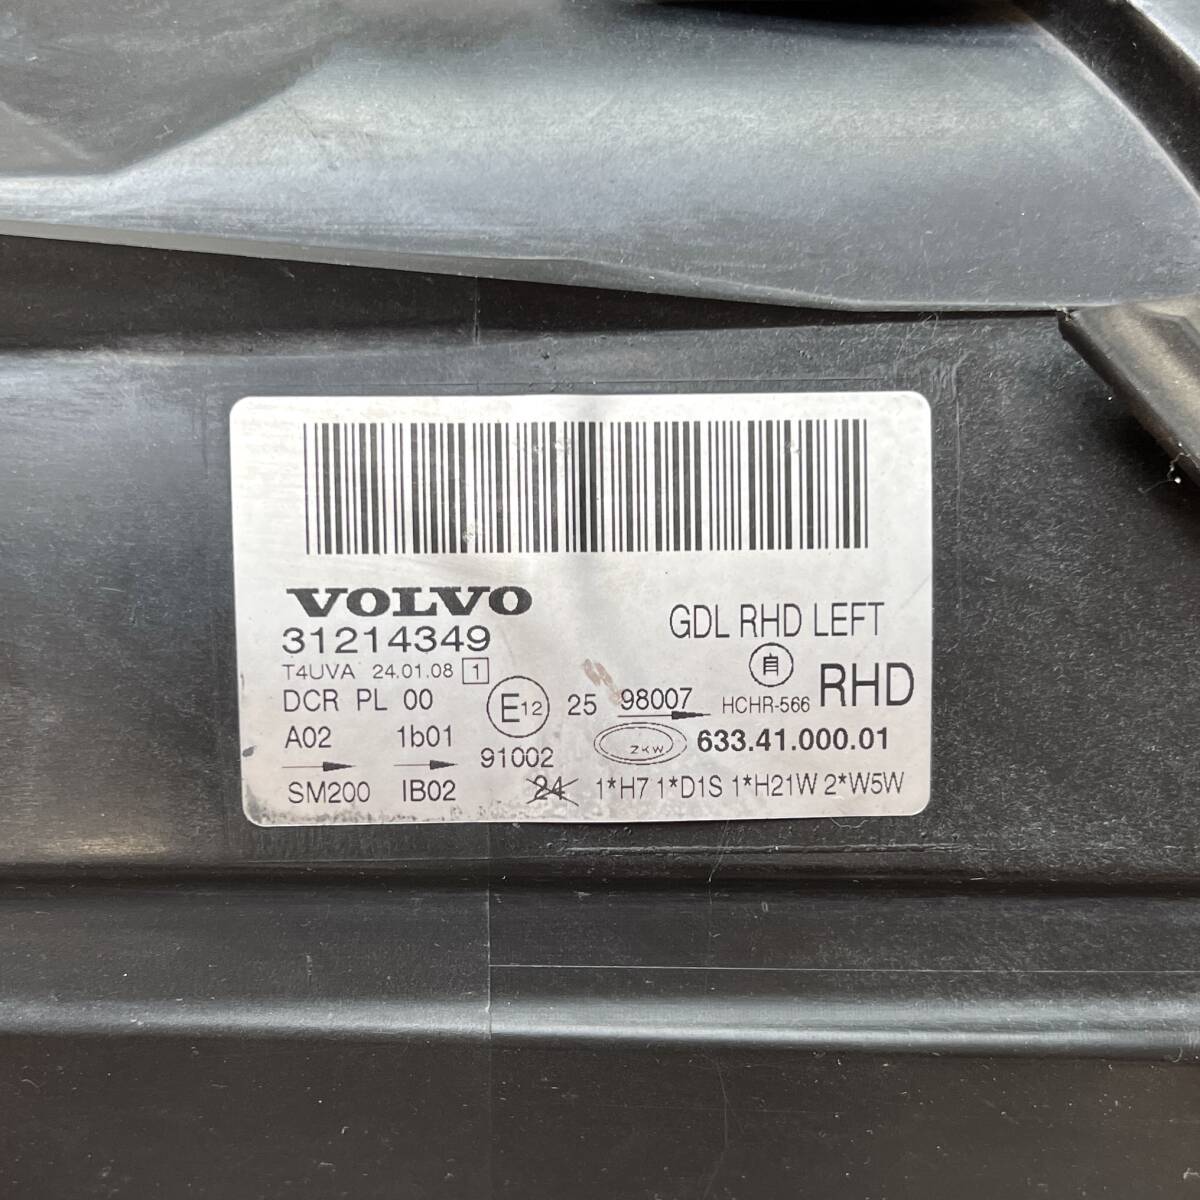 VOLVO
31214349
GDL RHD LEFT
T4UVA 24.01.08 1
自
RHD
DCR PL 00
E12 25 98007
HCHR-566
A02 1b01
91002
ZKW 633.41.000.01
SM200 IB02
24 1*H7 1*D1S 1*H21W 2*W5W